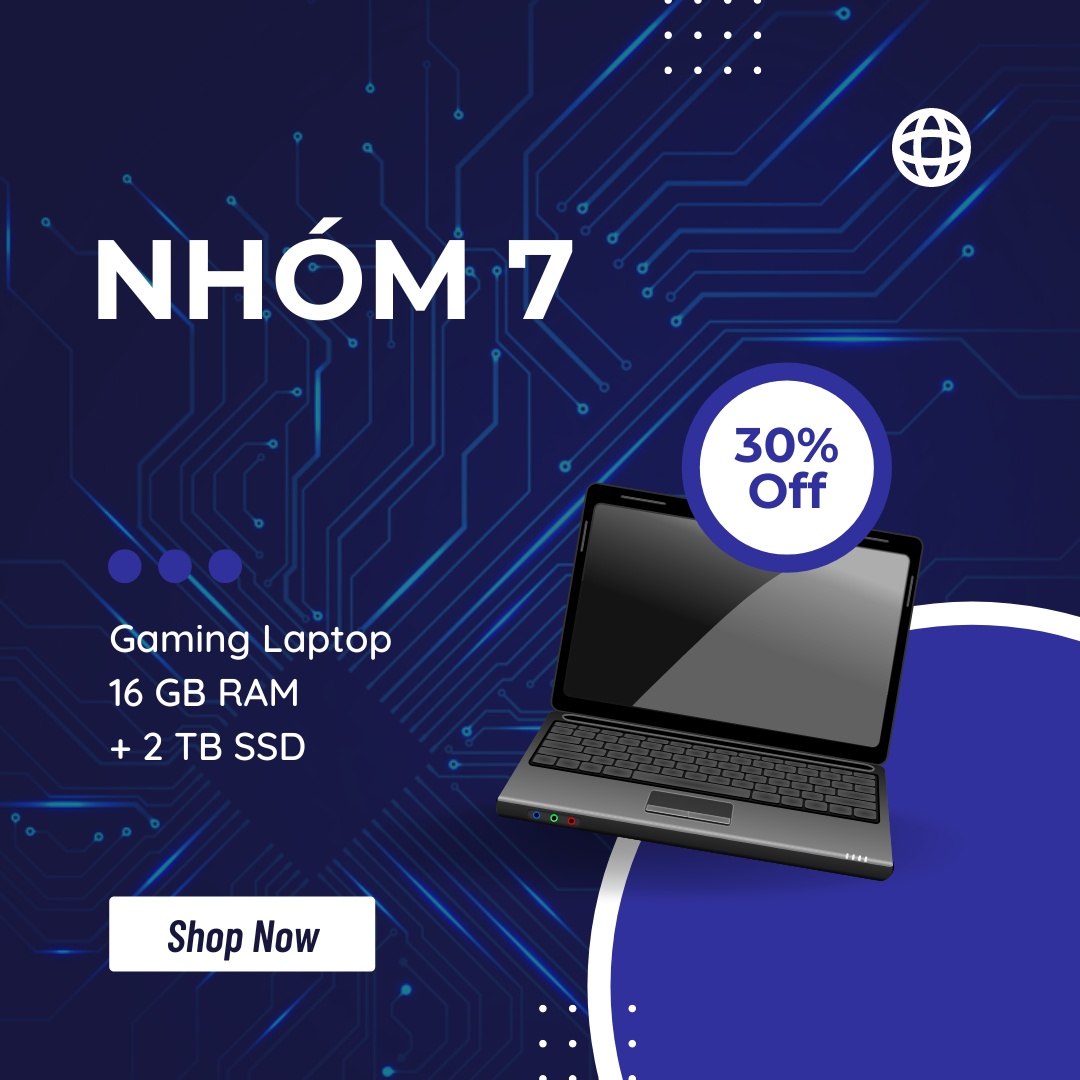 NHÓM 7
30%
Off
Gaming Laptop
16 GB RAM
+ 2 TB SSD
Shop Now